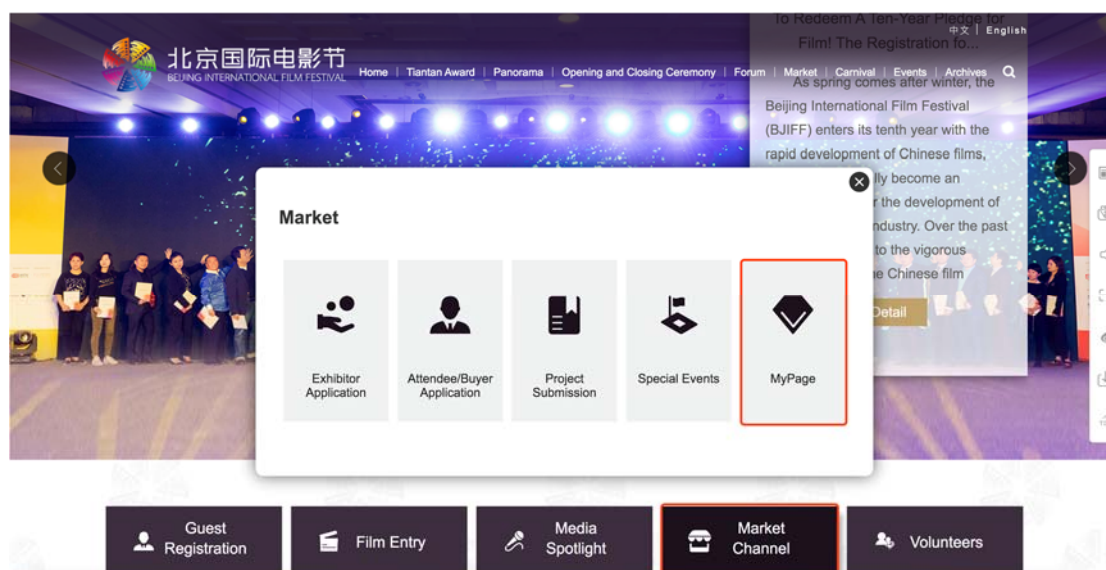 To Redeem A Ten-Year Pledge for
中文 | English
Film! The Registration fo...
北京国际电影节
BEIJING INTERNATIONAL FILM FESTIVAL
Home | Tiantan Award | Panorama | Opening and Closing Ceremony | Forum | Market | Carnival | Events | Archives
As spring comes after winter, the
Beijing International Film Festival
(BJIFF) enters its tenth year with the
rapid development of Chinese films,
lly become an
r the development of
ndustry. Over the past
to the vigorous
e Chinese film
Detail
Market
Exhibitor
Application
Attendee/Buyer
Application
Project
Submission
Special Events
MyPage
Guest
Registration
Film Entry
Media
Spotlight
Market
Channel
Volunteers